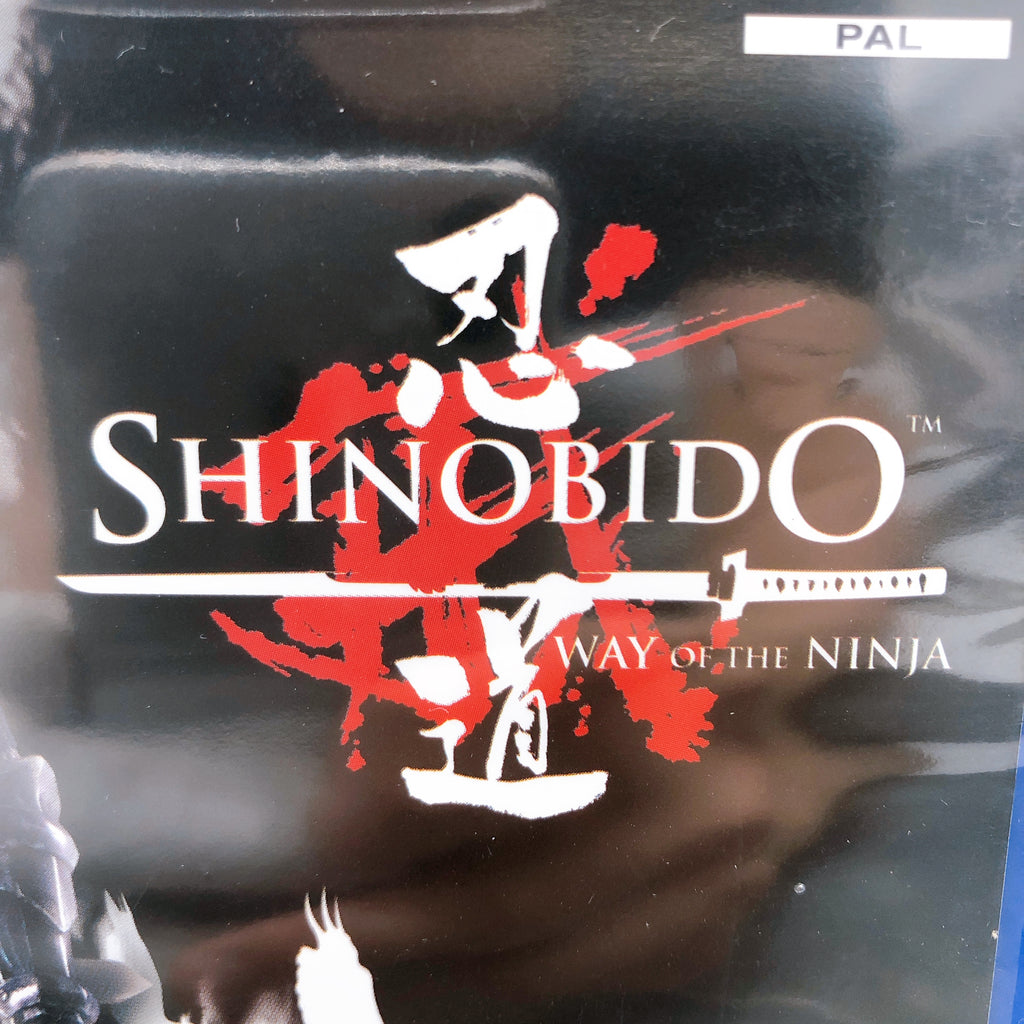 PAL
忍
SHINOBIDO™
道
WAY OF THE NINJA